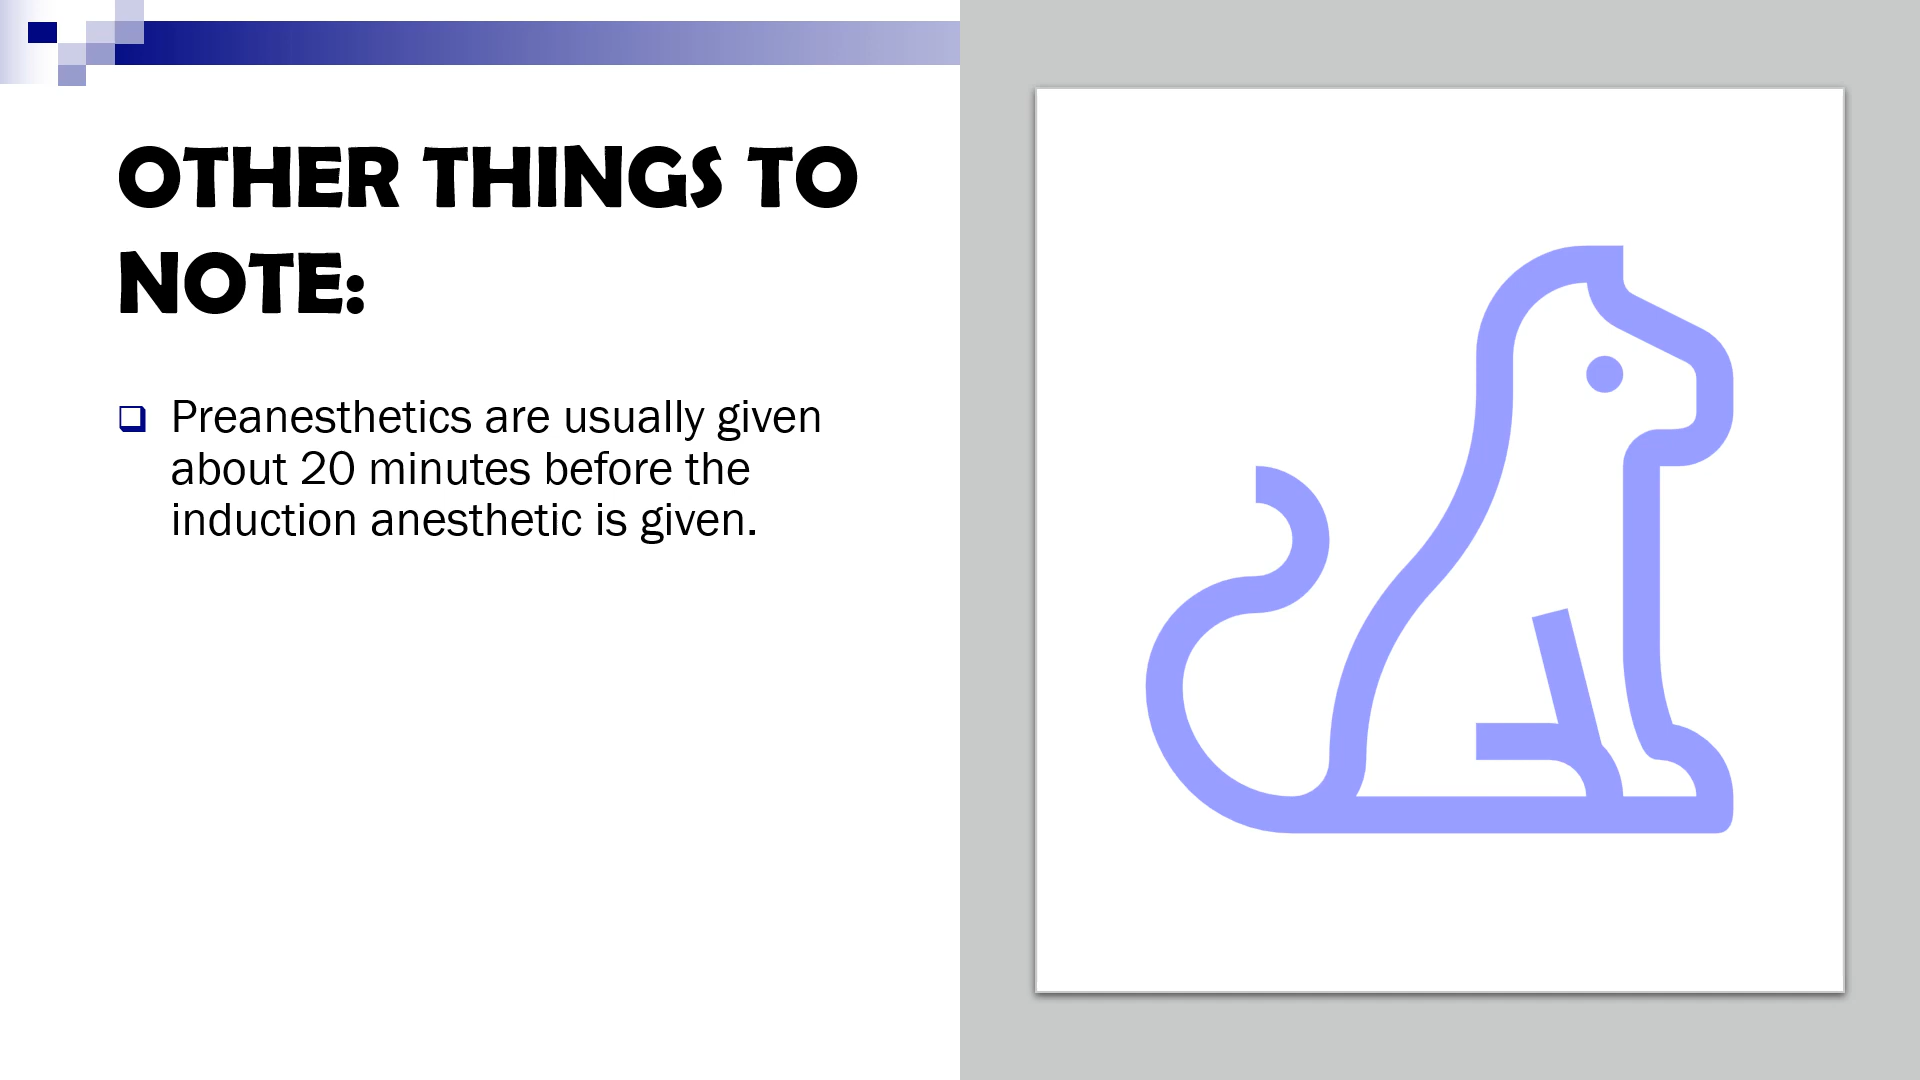 OTHER THINGS TO
NOTE:
Preanesthetics are usually given
about 20 minutes before the
induction anesthetic is given.